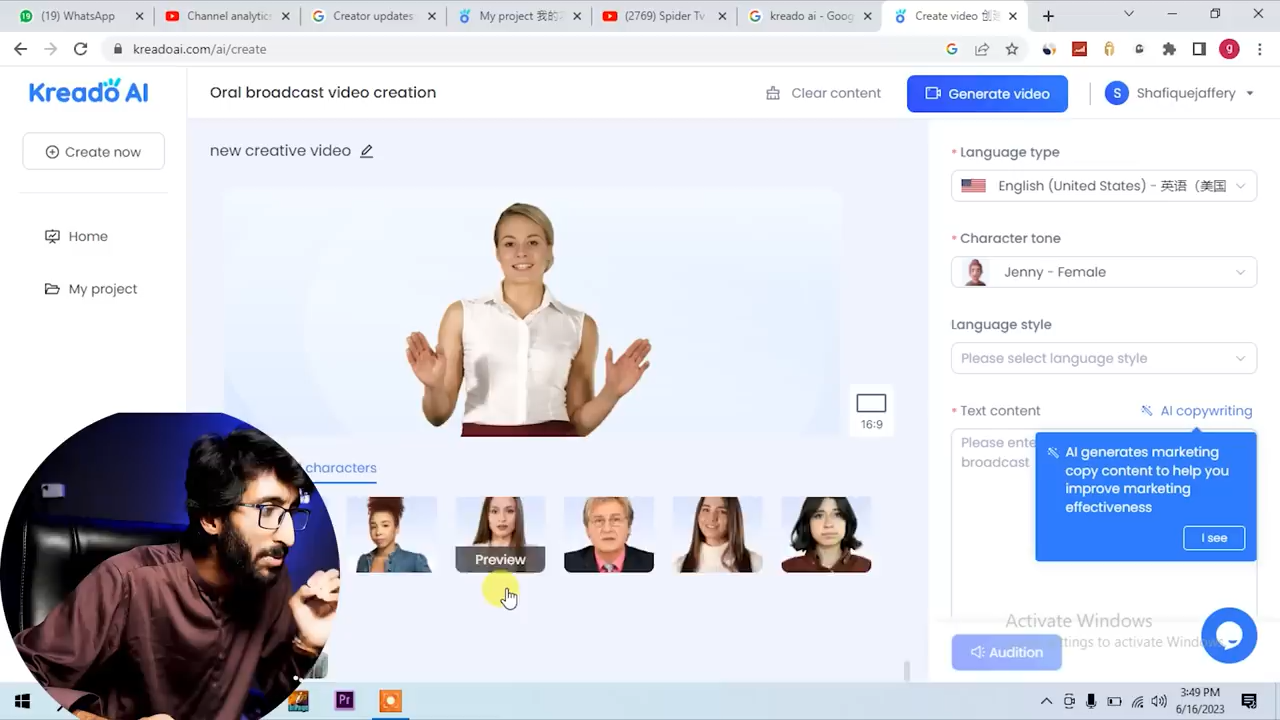 (19) WhatsApp
Channel analytic
Creator updates
My project 我的
(2769) Spider Tv
kreado ai - Goog
Create video
kreadoai.com/ai/create
g
Kreado AI
Oral broadcast video creation
Clear content
Generate video
S
Shafiquejaffery
Create now
new creative video
Language type
English (United States) - 英语（美国
Home
Character tone
Jenny - Female
My project
Language style
Please select language style
16:9
Text content
AI copywriting
Please ente
broadcast
AI generates marketing
copy content to help you
improve marketing
effectiveness
I see
characters
Preview
Activate Windows
ettings to activate Windows
Audition
Pr
3:49 PM
6/16/2023